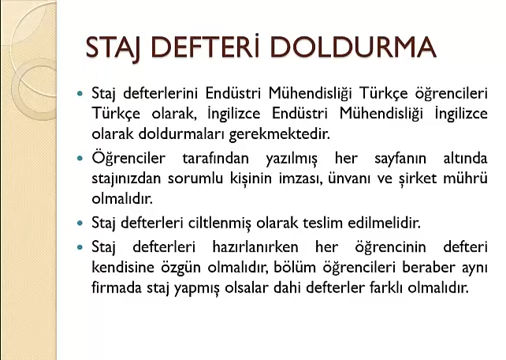 STAJ DEFTERİ DOLDURMA
• Staj defterlerini Endüstri Mühendisliği Türkçe öğrencileri
Türkçe olarak, İngilizce Endüstri Mühendisliği İngilizce
olarak doldurmaları gerekmektedir.
• Öğrenciler tarafından yazılmış her sayfanın altında
stajınızdan sorumlu kişinin imzası, ünvanı ve şirket mührü
olmalıdır.
• Staj defterleri ciltlenmiş olarak teslim edilmelidir.
• Staj defterleri hazırlanırken her öğrencinin defteri
kendisine özgün olmalıdır, bölüm öğrencileri beraber aynı
firmada staj yapmış olsalar dahi defterler farklı olmalıdır.